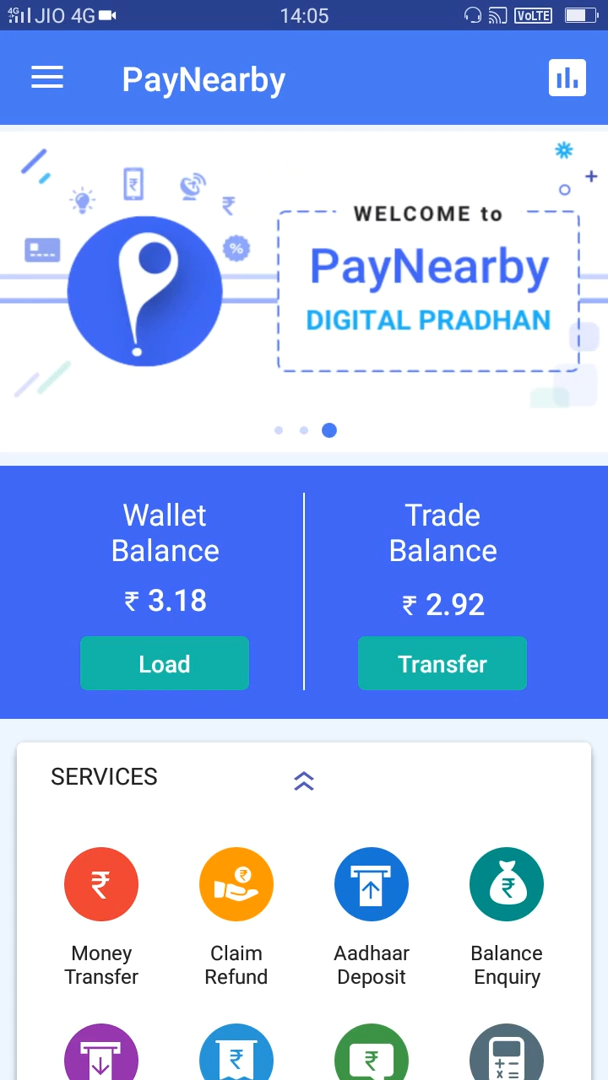 4G JIO 4G 14:05 VoLTE
PayNearby
₹
%
WELCOME to
PayNearby
DIGITAL PRADHAN
Wallet
Balance
₹ 3.18
Load
Trade
Balance
₹ 2.92
Transfer
SERVICES
₹ ₹ ₹
Money
Transfer
Claim
Refund
Aadhaar
Deposit
Balance
Enquiry
₹ ₹